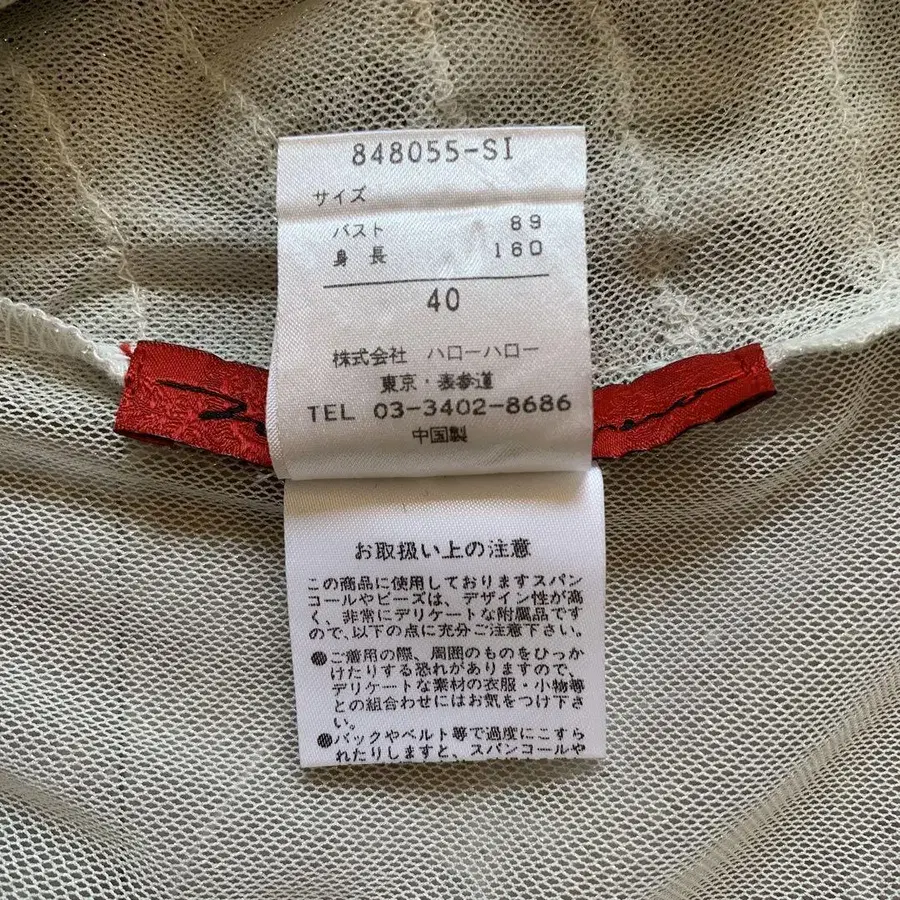 848055-SI
サイズ
バスト 89
身長 160
40
株式会社 ハローハロー
東京・表参道
TEL 03-3402-8686
中国製
お取扱い上の注意
この商品に使用しておりますスパン
コールやビーズは、デザイン性が高
く、非常にデリケートな附属品です
ので、以下の点に充分ご注意下さい。
●ご着用の際、周囲のものをひっか
けたりする恐れがありますので、
デリケートな素材の衣服・小物等
との組合わせにはお気をつけ下さ
い。
●バックやベルト等で過度にこすら
れたりしますと、スパンコールや